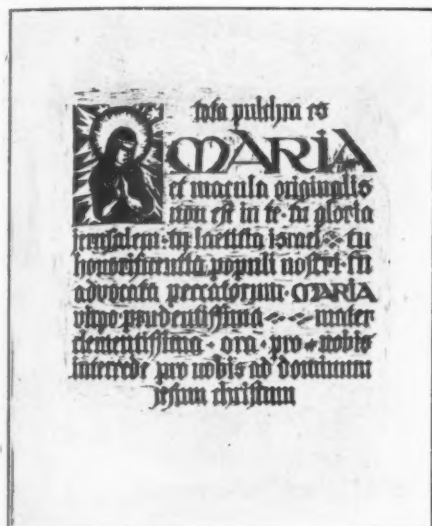 tota pulchra es
MARIA
et macula originalis
non est in te · tu gloria
jerusalem · tu laetitia israel tu
honorificentia populi nostri · tu
advocata peccatorum · MARIA
virgo prudentissima mater
clementissima · ora · pro · nobis
intercede pro nobis ad dominum
jesum christum